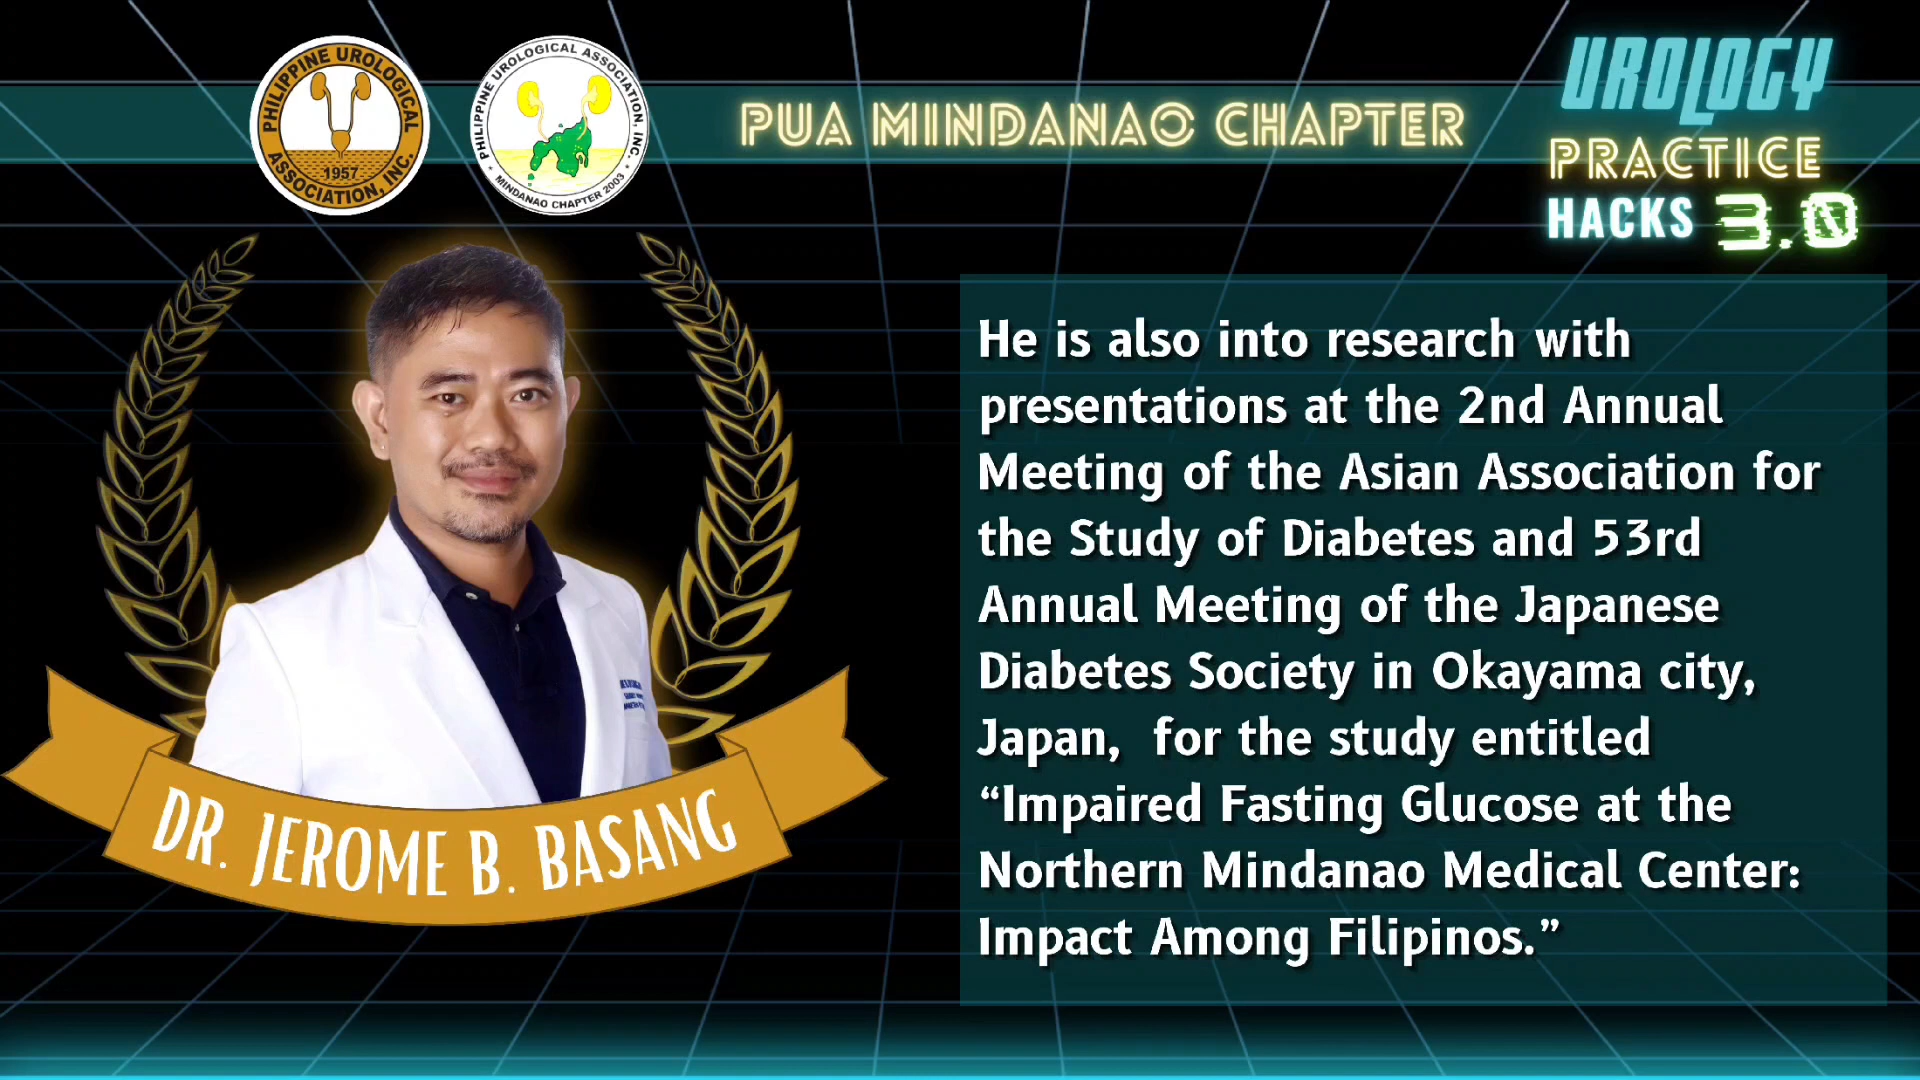 PHILIPPINE UROLOGICAL
ASSOCIATION, INC.
1957
PHILIPPINE UROLOGICAL ASSOCIATION, INC.
MINDANAO CHAPTER 2003
PUA MINDANAO CHAPTER
UROLOGY
PRACTICE
HACKS 3.0
He is also into research with
presentations at the 2nd Annual
Meeting of the Asian Association for
the Study of Diabetes and 53rd
Annual Meeting of the Japanese
Diabetes Society in Okayama city,
Japan,  for the study entitled
“Impaired Fasting Glucose at the
Northern Mindanao Medical Center:
Impact Among Filipinos.”
DR. JEROME B. BASANG